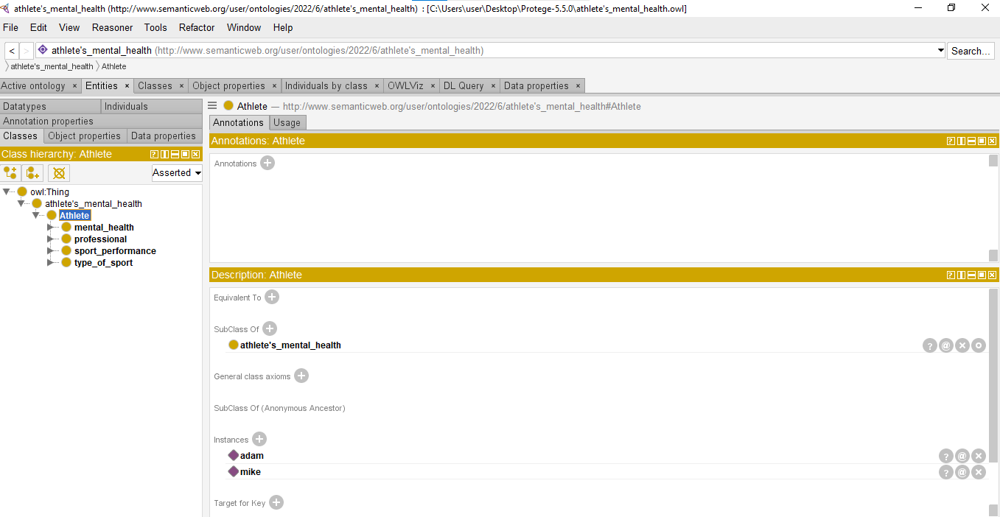 athlete's_mental_health (http://www.semanticweb.org/user/ontologies/2022/6/athlete's_mental_health) : [C:\Users\user\Desktop\Protege-5.5.0\athlete's_mental_health.owl]
File Edit View Reasoner Tools Refactor Window Help
< > athlete's_mental_health (http://www.semanticweb.org/user/ontologies/2022/6/athlete's_mental_health) Search...
athlete's_mental_health Athlete
Active ontology × Entities × Classes × Object properties × Individuals by class × OWLViz × DL Query × Data properties ×
Datatypes Individuals
Annotation properties
Classes Object properties Data properties
Class hierarchy: Athlete
Asserted
owl:Thing
athlete's_mental_health
Athlete
mental_health
professional
sport_performance
type_of_sport
Athlete — http://www.semanticweb.org/user/ontologies/2022/6/athlete's_mental_health#Athlete
Annotations Usage
Annotations: Athlete
Annotations
Description: Athlete
Equivalent To
SubClass Of
athlete's_mental_health
General class axioms
SubClass Of (Anonymous Ancestor)
Instances
adam
mike
Target for Key